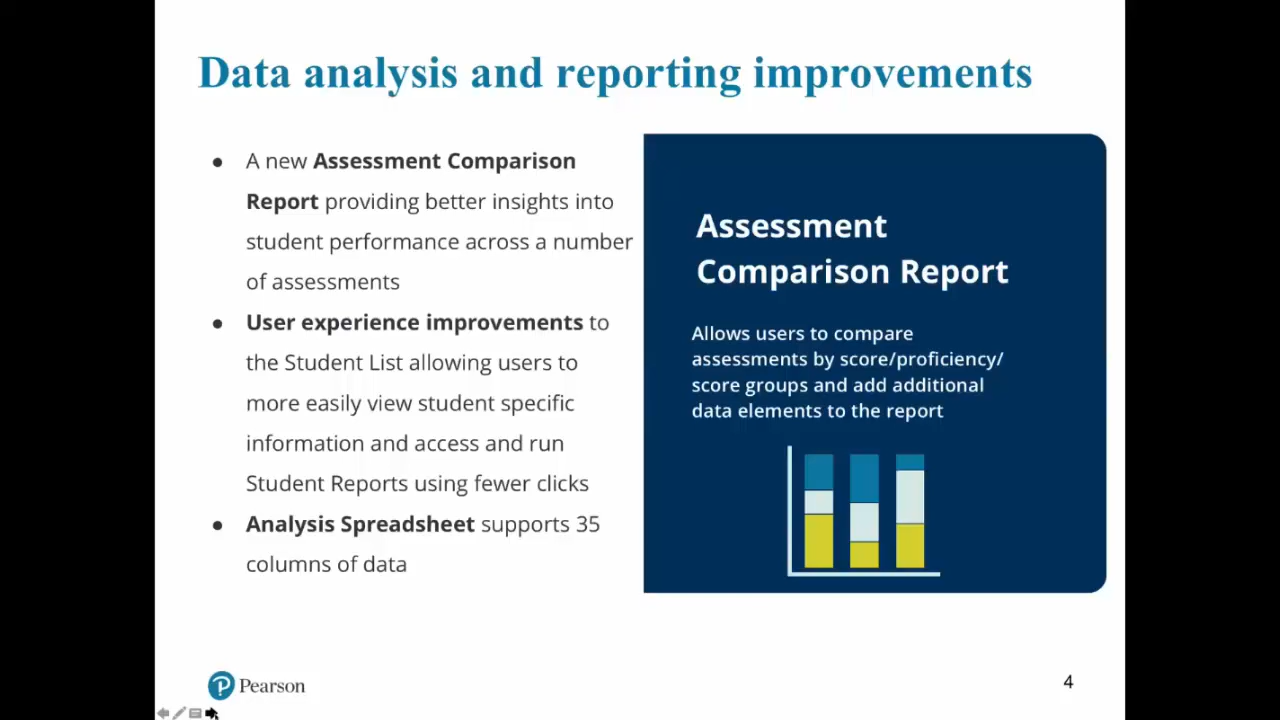 Data analysis and reporting improvements
● A new Assessment Comparison
Report providing better insights into
student performance across a number
of assessments
● User experience improvements to
the Student List allowing users to
more easily view student specific
information and access and run
Student Reports using fewer clicks
● Analysis Spreadsheet supports 35
columns of data
Assessment
Comparison Report
Allows users to compare
assessments by score/proficiency/
score groups and add additional
data elements to the report
P Pearson
4